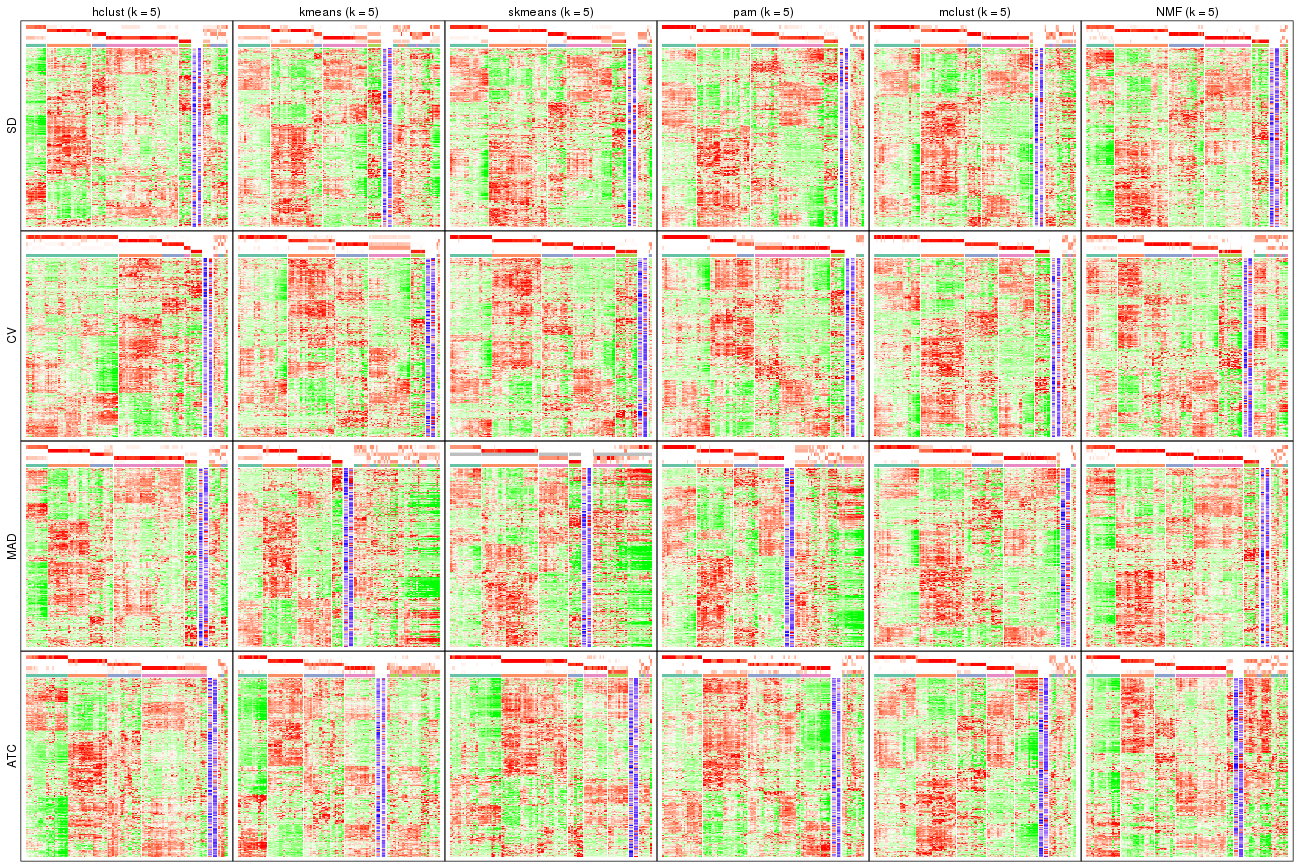 hclust (k = 5) kmeans (k = 5) skmeans (k = 5) pam (k = 5) mclust (k = 5) NMF (k = 5)
SD
CV
MAD
ATC